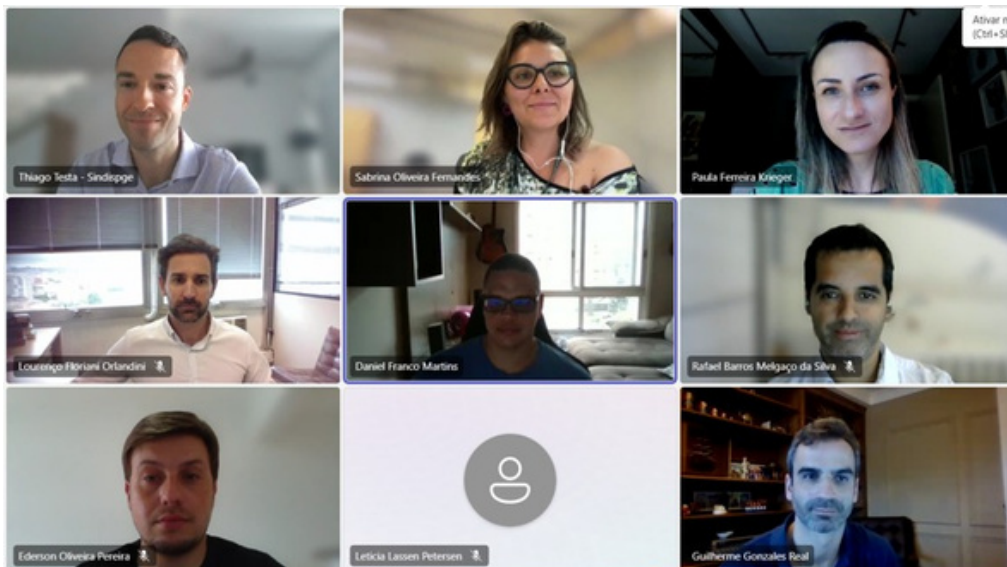 Ativar
(Ctrl+S
Thiago Testa - Sindispge
Sabrina Oliveira Fernandes
Paula Ferreira Krieger
Lourenço Floriani Orlandini
Daniel Franco Martins
Rafael Barros Melgaço da Silva
Ederson Oliveira Pereira
Leticia Lassen Petersen
Guilherme Gonzales Real